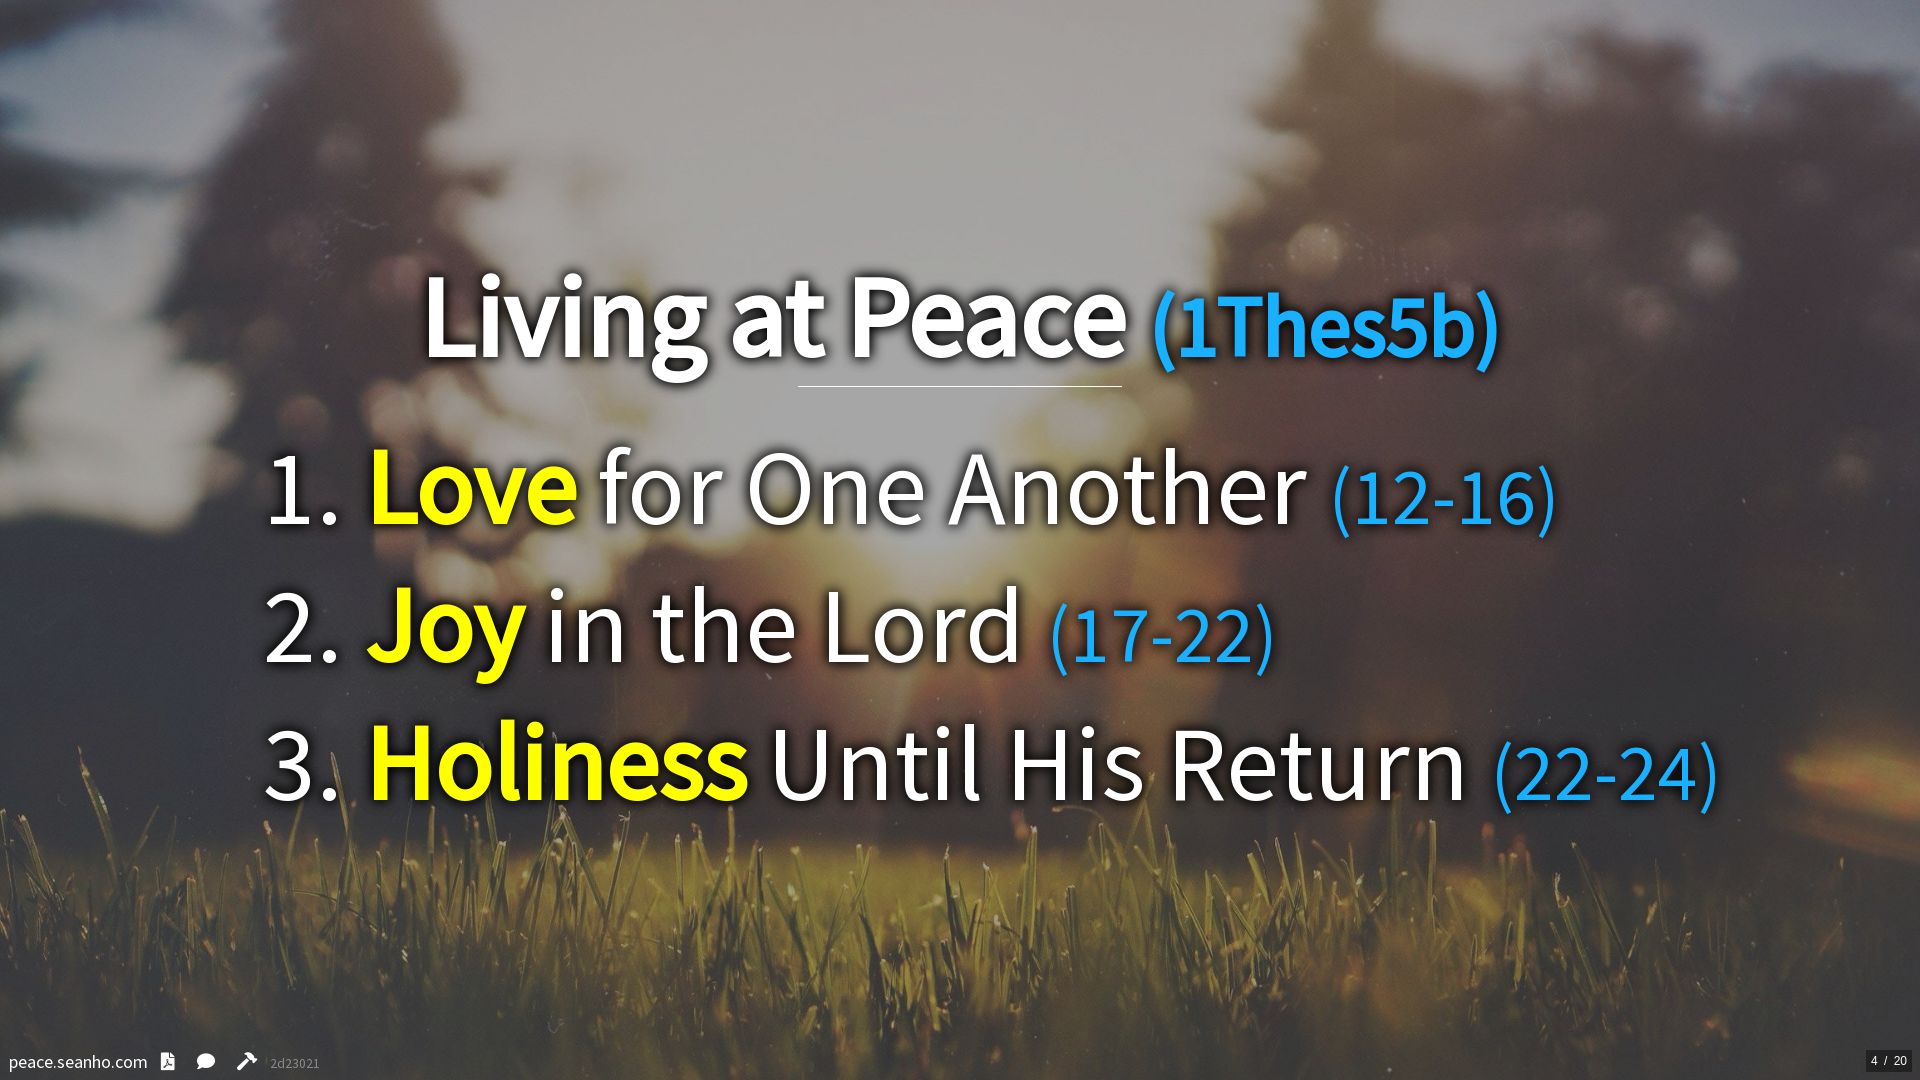 Living at Peace (1Thes5b)
1. Love for One Another (12-16)
2. Joy in the Lord (17-22)
3. Holiness Until His Return (22-24)
peace.seanho.com 2d23021
4 / 20